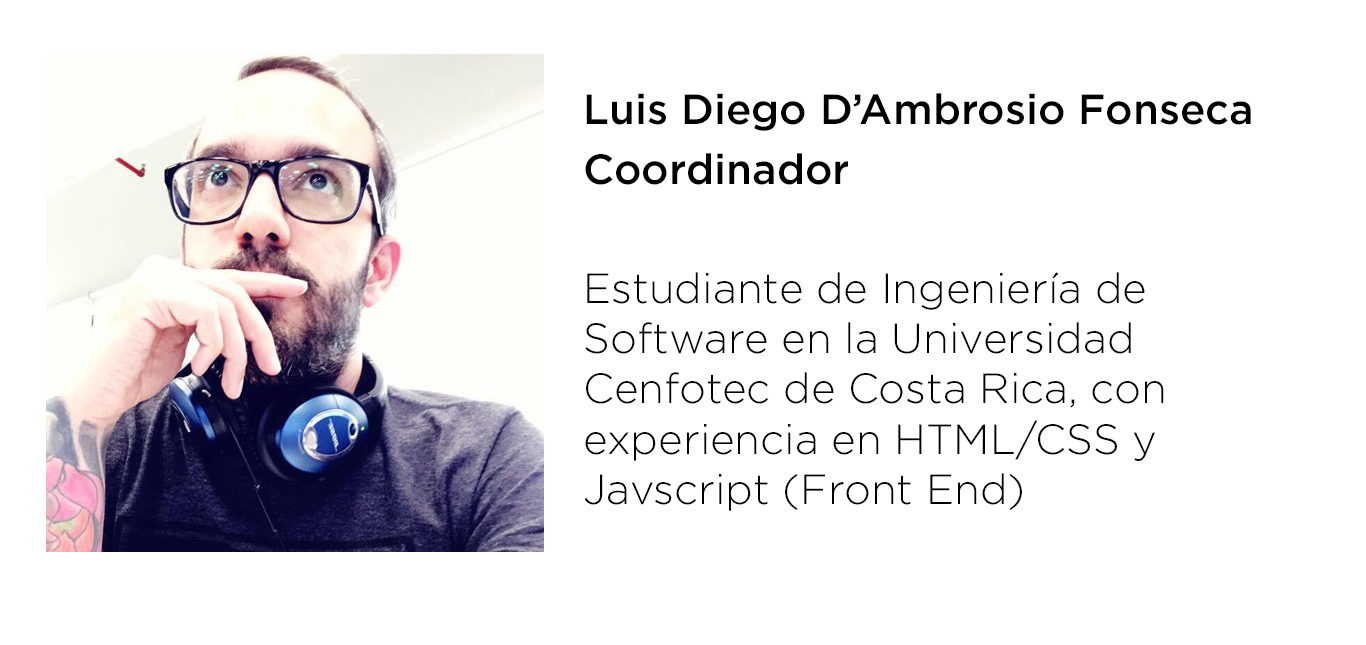 Luis Diego D’Ambrosio Fonseca
Coordinador
Estudiante de Ingeniería de
Software en la Universidad
Cenfotec de Costa Rica, con
experiencia en HTML/CSS y
Javscript (Front End)